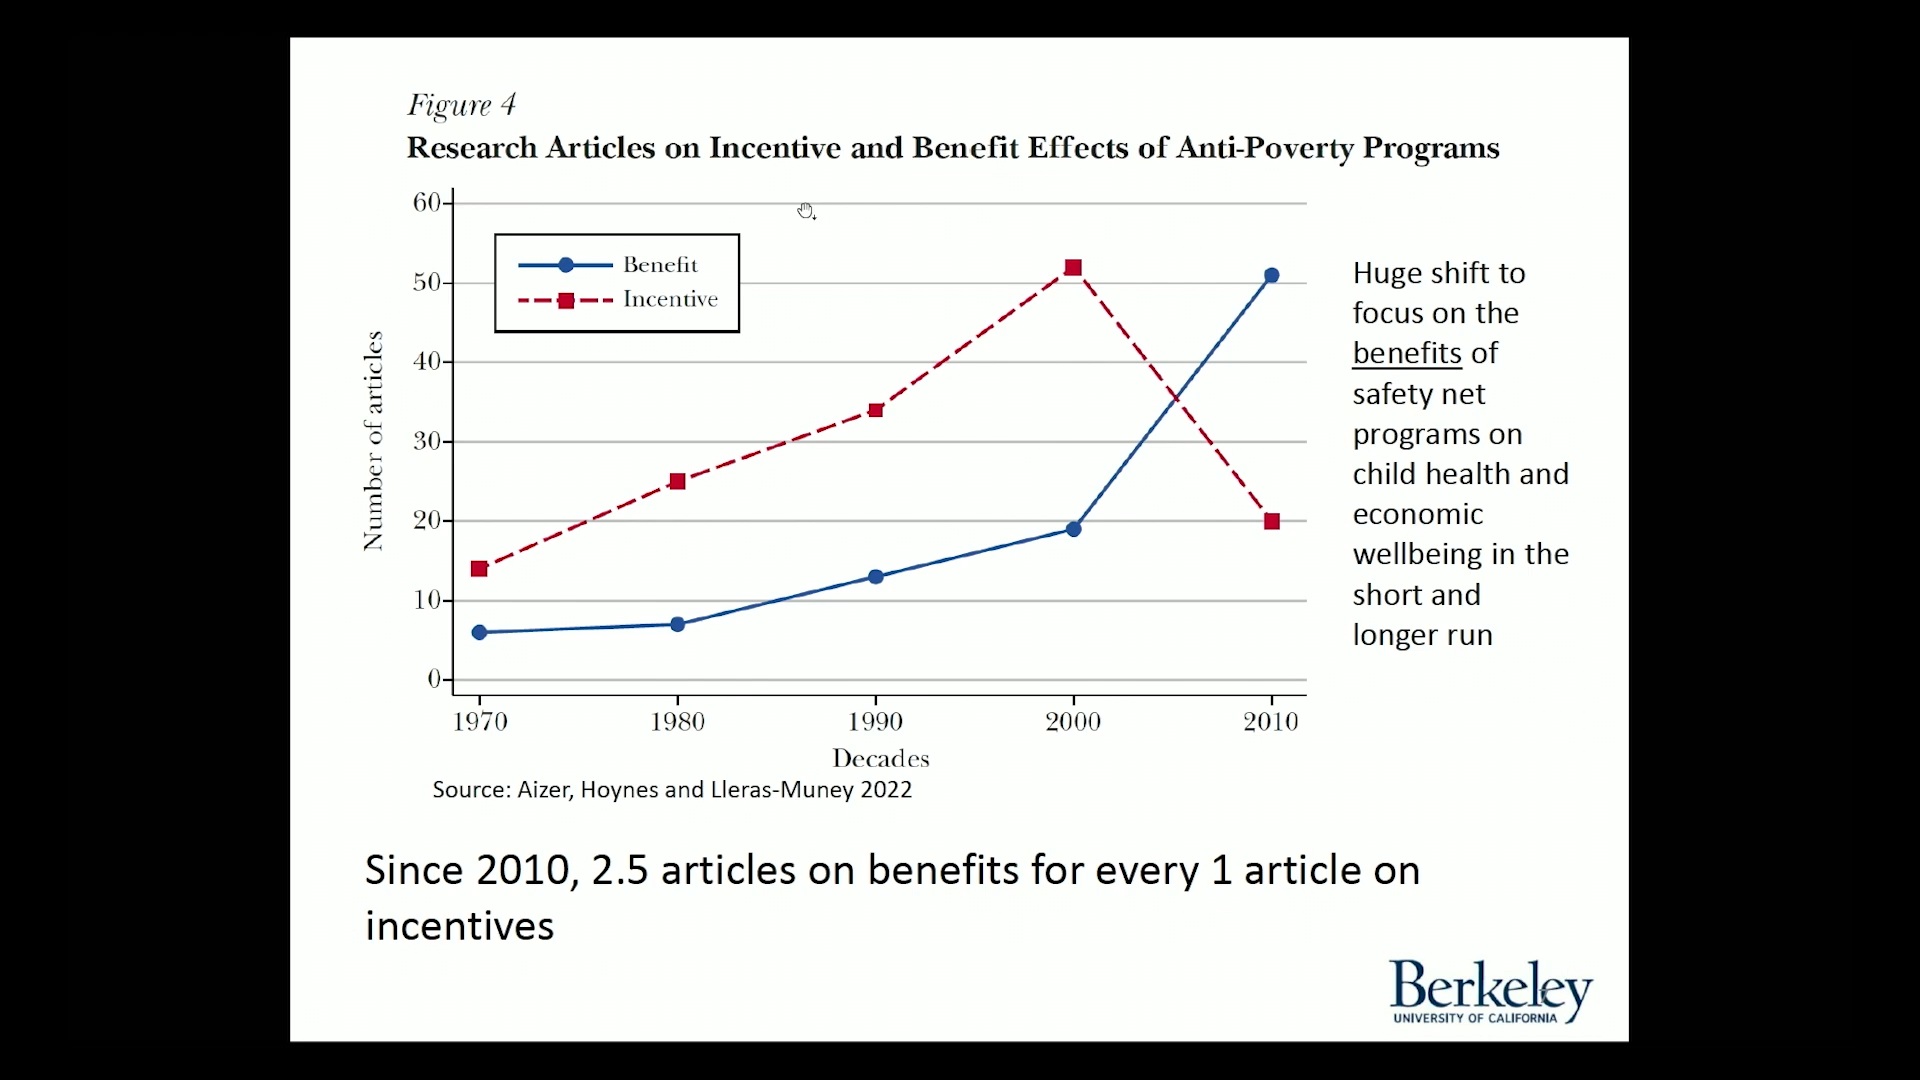 Figure 4
Research Articles on Incentive and Benefit Effects of Anti-Poverty Programs
60
50
40
30
20
10
0
Number of articles
Benefit
Incentive
1970 1980 1990 2000 2010
Decades
Source: Aizer, Hoynes and Lleras-Muney 2022
Huge shift to
focus on the
benefits of
safety net
programs on
child health and
economic
wellbeing in the
short and
longer run
Since 2010, 2.5 articles on benefits for every 1 article on
incentives
Berkeley
UNIVERSITY OF CALIFORNIA